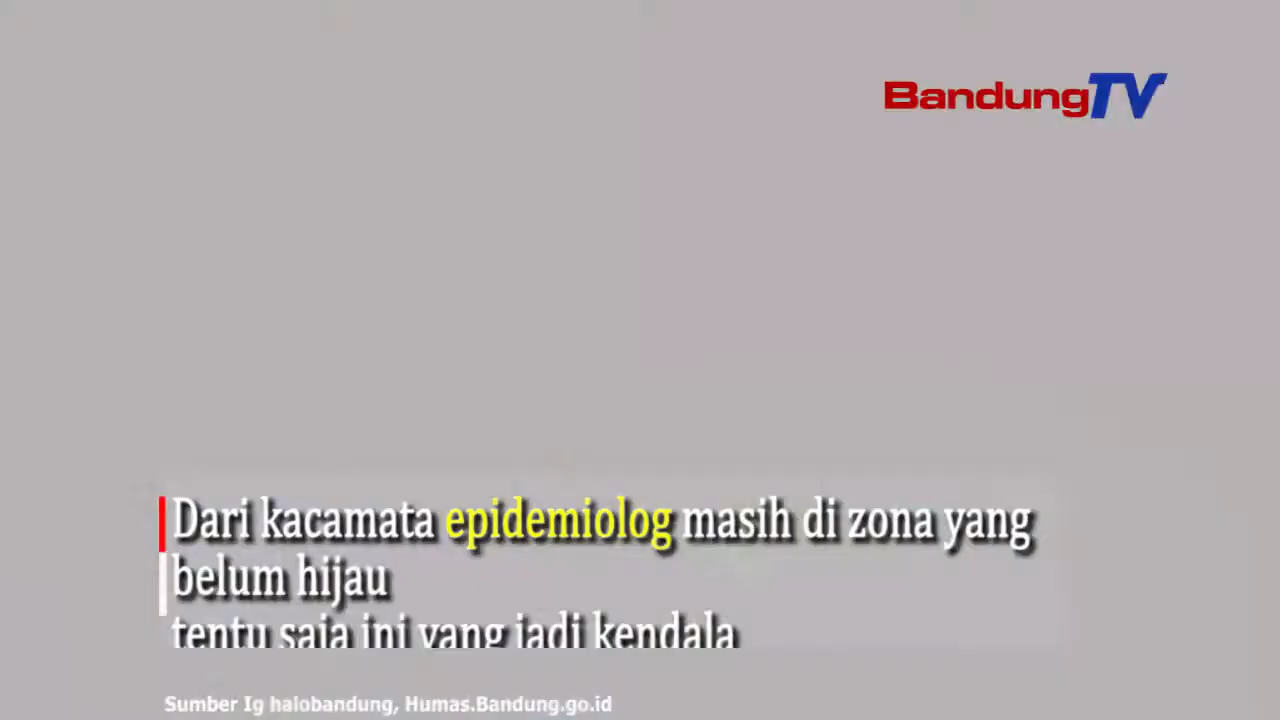 BandungTV
Dari kacamata epidemiolog masih di zona yang
belum hijau
tentu saja ini yang jadi kendala
Sumber Ig halobandung, Humas.Bandung.go.id